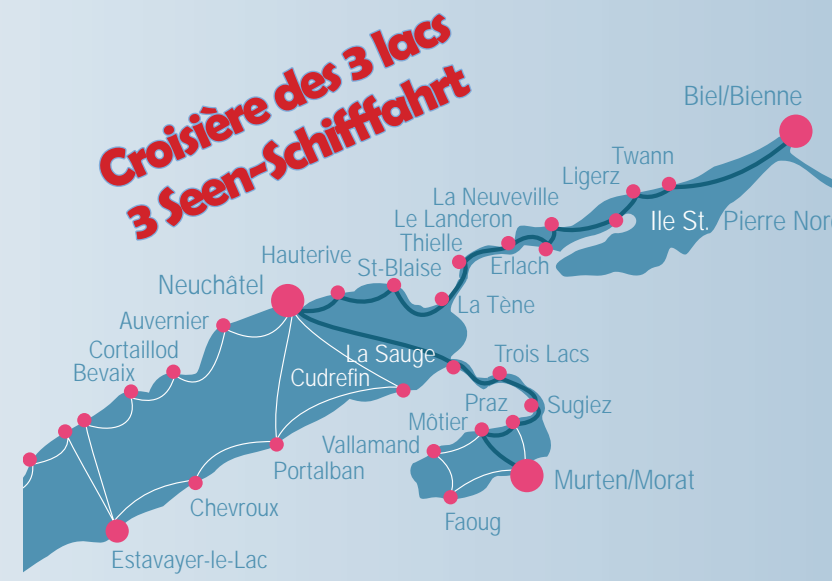 Croisière des 3 lacs
3 Seen-Schifffahrt
Biel/Bienne
Twann
Ligerz
La Neuveville
Le Landeron
Ile St. Pierre Nord
Thielle
Hauterive
St-Blaise
Erlach
Neuchâtel
La Tène
Auvernier
Cortaillod
La Sauge
Trois Lacs
Bevaix
Cudrefin
Praz
Sugiez
Môtier
Vallamand
Portalban
Murten/Morat
Chevroux
Faoug
Estavayer-le-Lac